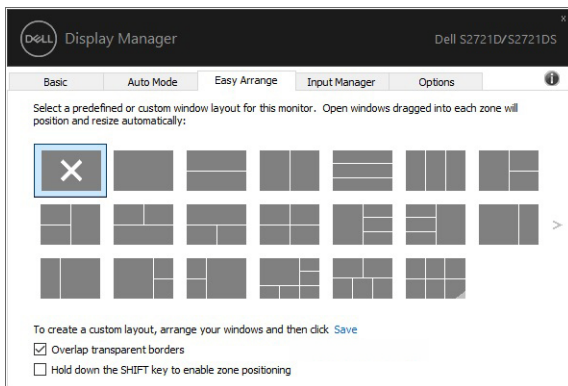 DELL Display Manager
x
Dell S2721D/S2721DS
Basic Auto Mode Easy Arrange Input Manager Options
Select a predefined or custom window layout for this monitor. Open windows dragged into each zone will
position and resize automatically:
>
To create a custom layout, arrange your windows and then click Save
Overlap transparent borders
Hold down the SHIFT key to enable zone positioning